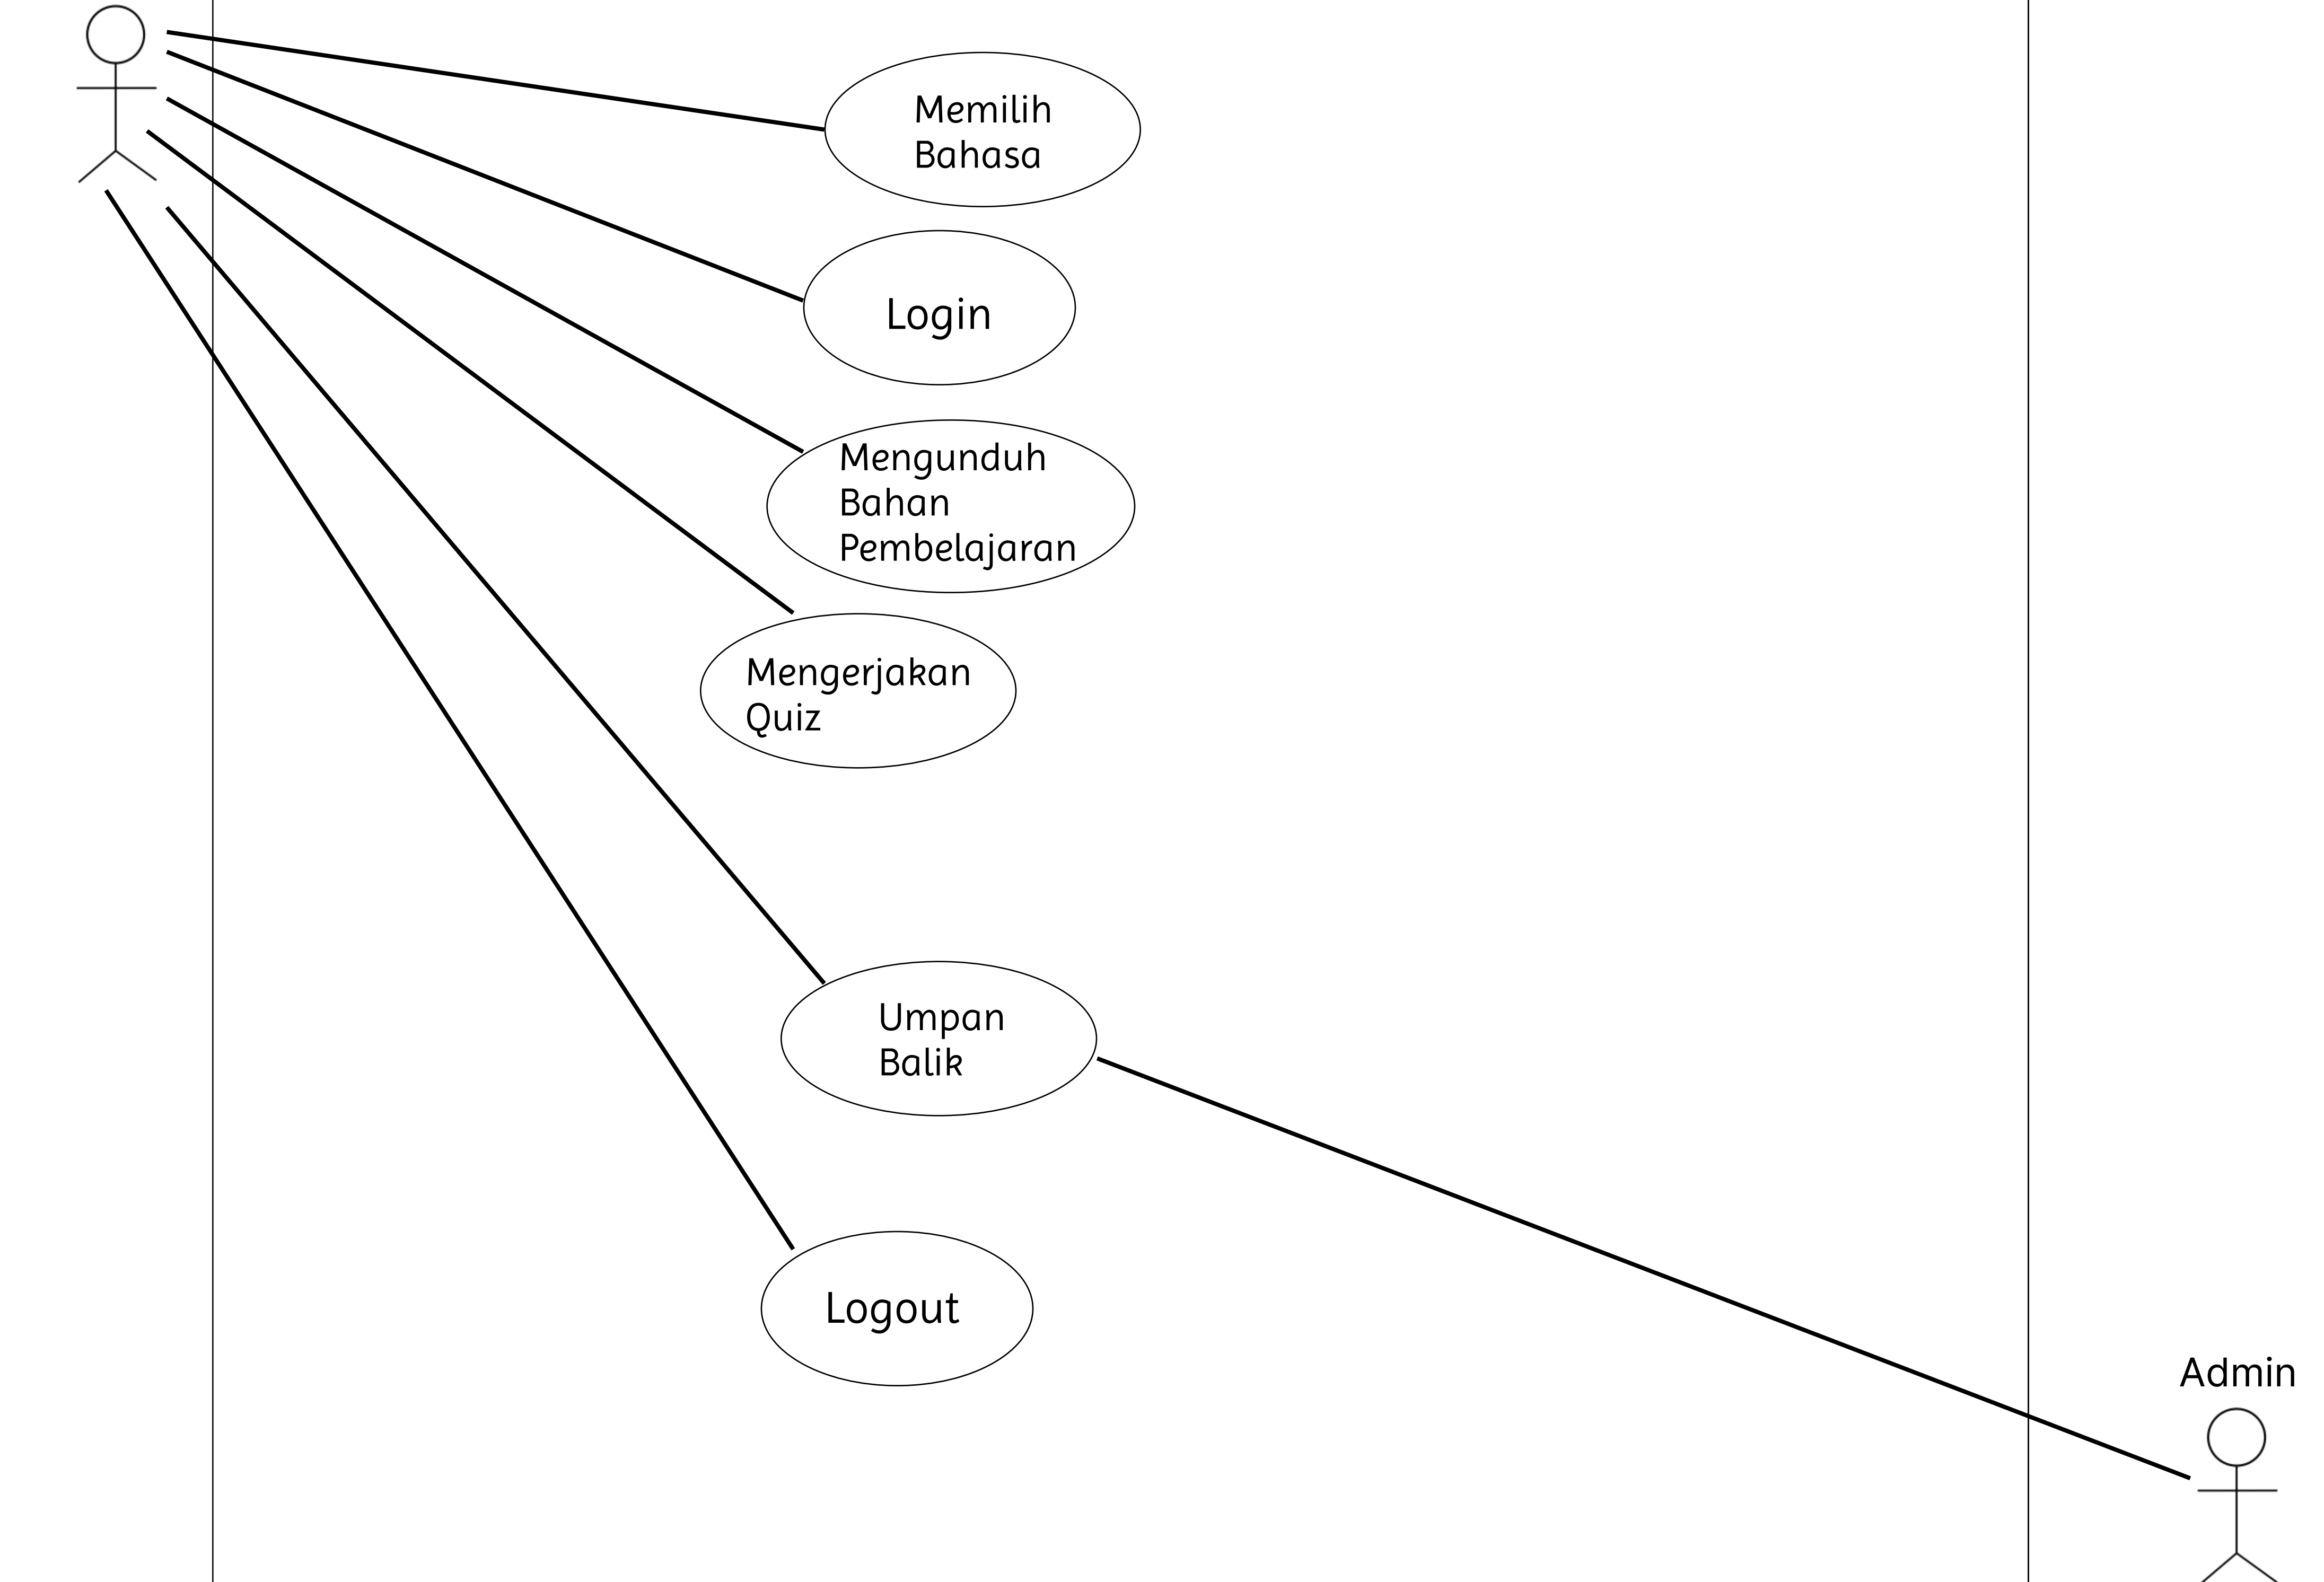 Memilih
Bahasa
Login
Mengunduh
Bahan
Pembelajaran
Mengerjakan
Quiz
Umpan
Balik
Logout
Admin